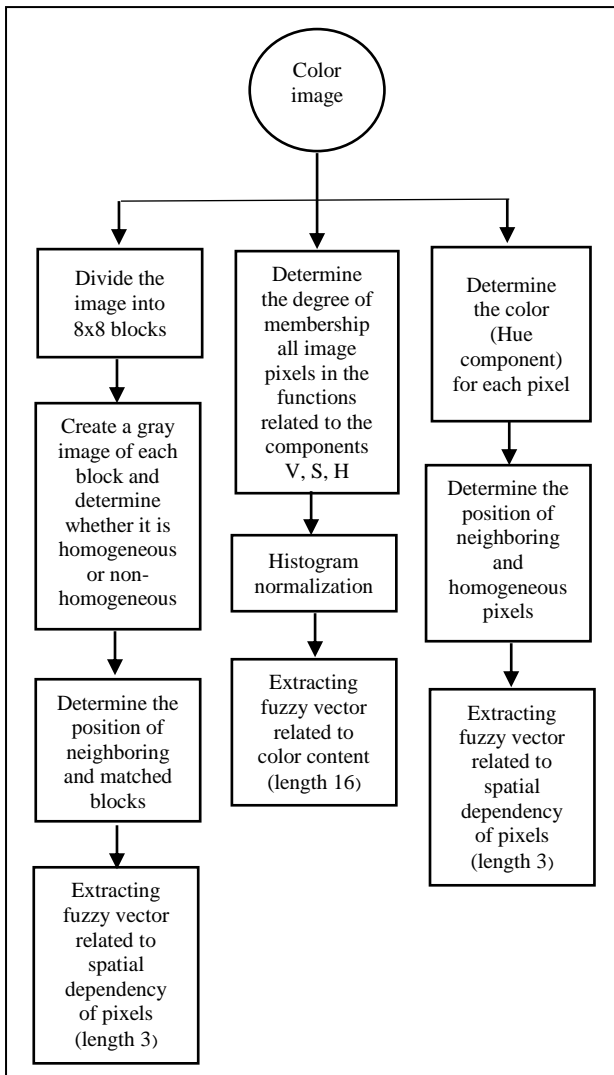 Color
image
Divide the
image into
8x8 blocks
Create a gray
image of each
block and
determine
whether it is
homogeneous
or non-
homogeneous
Determine the
position of
neighboring
and matched
blocks
Extracting
fuzzy vector
related to
spatial
dependency
of pixels
(length 3)
Determine
the degree of
membership
all image
pixels in the
functions
related to the
components
V, S, H
Histogram
normalization
Extracting
fuzzy vector
related to
color content
(length 16)
Determine
the color
(Hue
component)
for each pixel
Determine the
position of
neighboring
and
homogeneous
pixels
Extracting
fuzzy vector
related to
spatial
dependency
of pixels
(length 3)